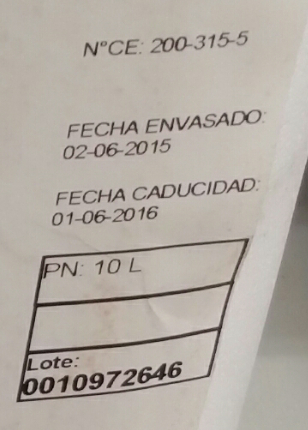 N°CE: 200-315-5
FECHA ENVASADO:
02-06-2015
FECHA CADUCIDAD:
01-06-2016
PN: 10 L
Lote:
0010972646